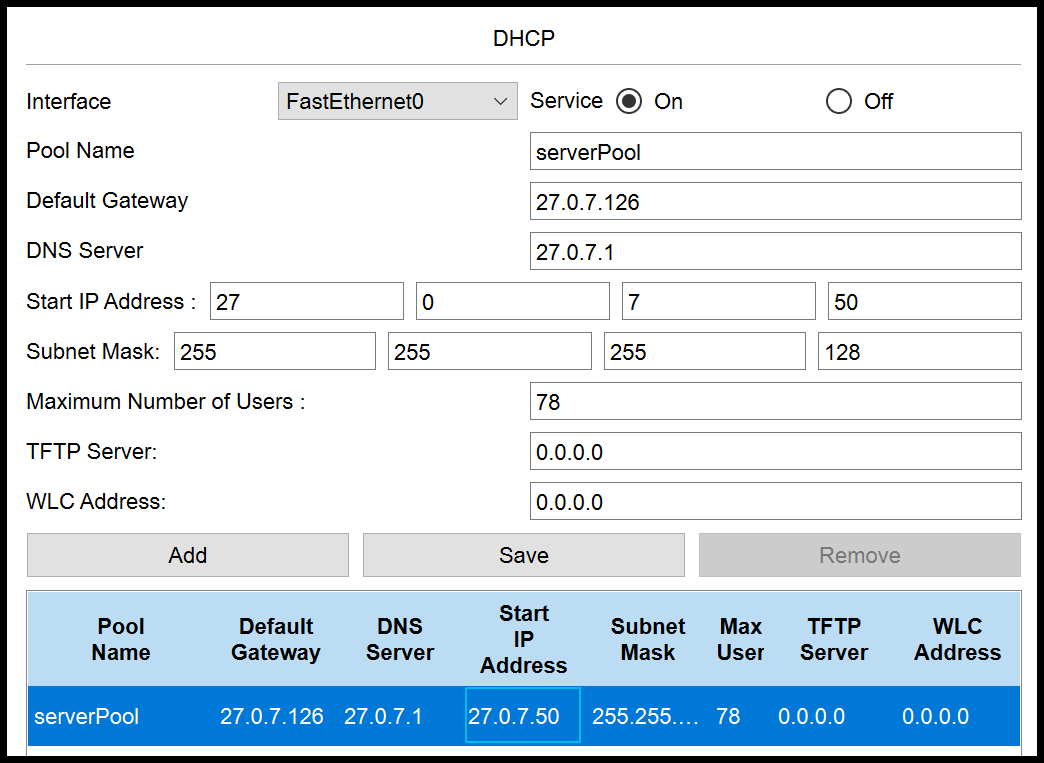 DHCP
Interface FastEthernet0 Service On Off
Pool Name serverPool
Default Gateway 27.0.7.126
DNS Server 27.0.7.1
Start IP Address : 27 0 7 50
Subnet Mask: 255 255 255 128
Maximum Number of Users : 78
TFTP Server: 0.0.0.0
WLC Address: 0.0.0.0
Add Save Remove
Pool Name Default Gateway DNS Server Start IP Address Subnet Mask Max User TFTP Server WLC Address
serverPool 27.0.7.126 27.0.7.1 27.0.7.50 255.255.… 78 0.0.0.0 0.0.0.0